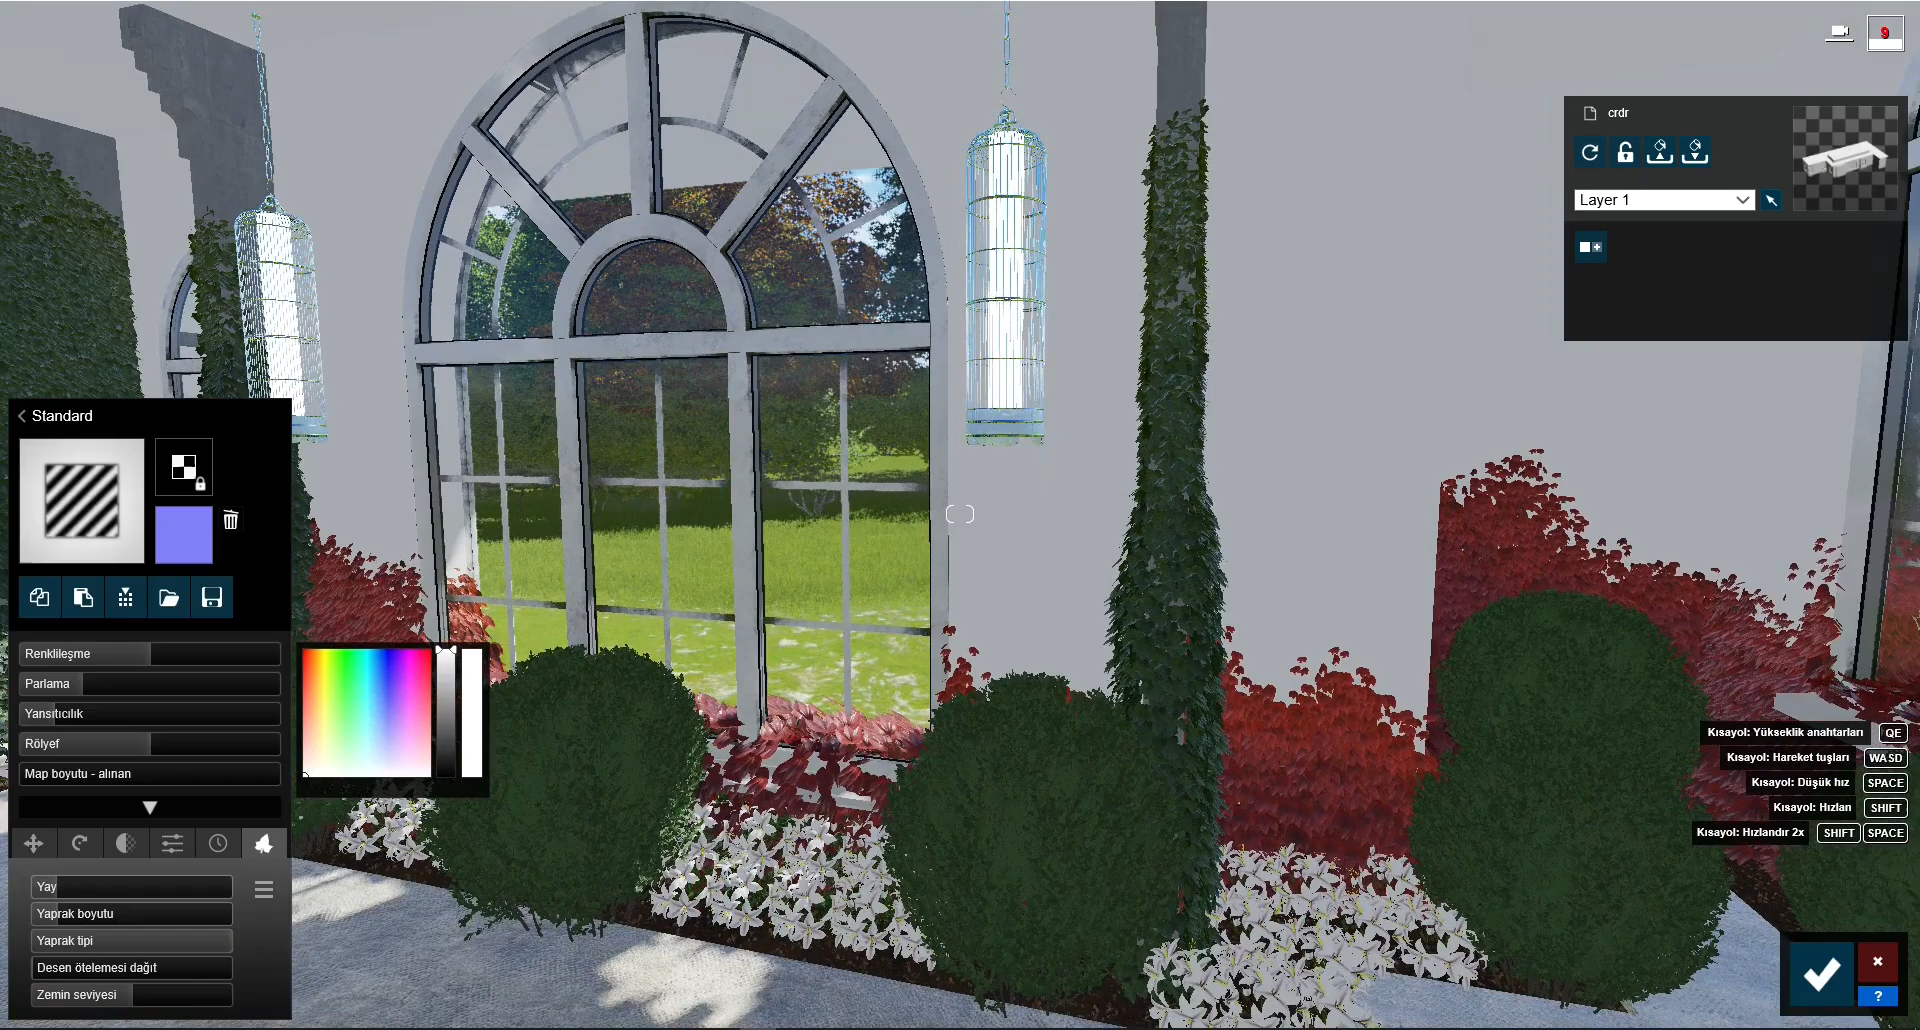 9
crdr
Layer 1
Standard
Renklileşme
Parlama
Yansıtıcılık
Rölyef
Map boyutu - alınan
Yay
Yaprak boyutu
Yaprak tipi
Desen ötelemesi dağıt
Zemin seviyesi
Kısayol: Yükseklik anahtarları QE
Kısayol: Hareket tuşları WASD
Kısayol: Düşük hız SPACE
Kısayol: Hızlan SHIFT
Kısayol: Hızlandır 2x SHIFT SPACE
?